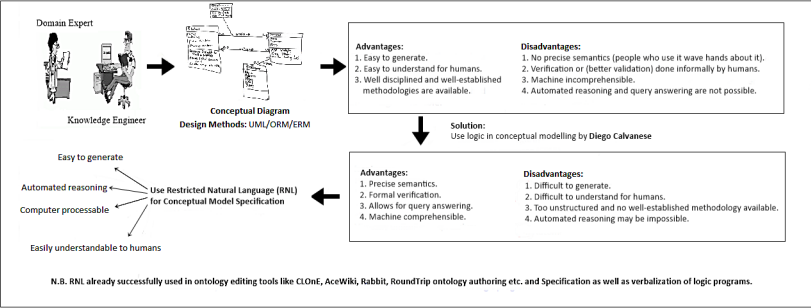 Domain Expert
Knowledge Engineer
Conceptual Diagram
Design Methods: UML/ORM/ERM
Advantages:
1. Easy to generate.
2. Easy to understand for humans.
3. Well disciplined and well-established
methodologies are available.
Disadvantages:
1. No precise semantics (people who use it wave hands about it).
2. Verification or (better validation) done informally by humans.
3. Machine incomprehensible.
4. Automated reasoning and query answering are not possible.
Solution:
Use logic in conceptual modelling by Diego Calvanese
Advantages:
1. Precise semantics.
2. Formal verification.
3. Allows for query answering.
4. Machine comprehensible.
Disadvantages:
1. Difficult to generate.
2. Difficult to understand for humans.
3. Too unstructured and no well-established methodology available.
4. Automated reasoning may be impossible.
Use Restricted Natural Language (RNL)
for Conceptual Model Specification
Easy to generate
Automated reasoning
Computer processable
Easily understandable to humans
N.B. RNL already successfully used in ontology editing tools like CLOnE, AceWiki, Rabbit, RoundTrip ontology authoring etc. and Specification as well as verbalization of logic programs.